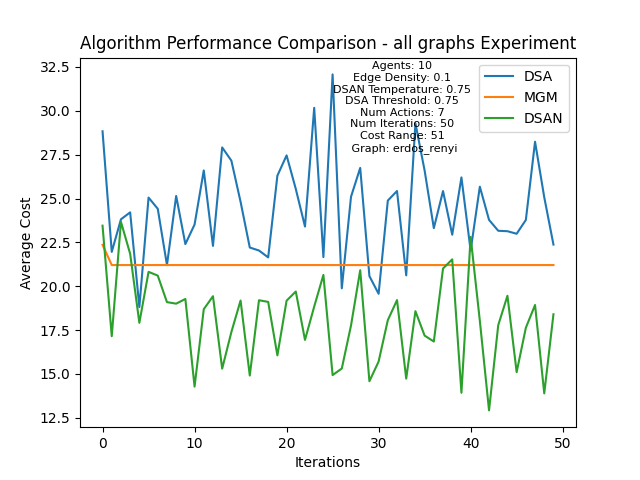 Algorithm Performance Comparison - all graphs Experiment
Agents: 10
Edge Density: 0.1
DSAN Temperature: 0.75
DSA Threshold: 0.75
Num Actions: 7
Num Iterations: 50
Cost Range: 51
Graph: erdos_renyi
DSA
MGM
DSAN
Average Cost
32.5
30.0
27.5
25.0
22.5
20.0
17.5
15.0
12.5
0
10
20
30
40
50
Iterations